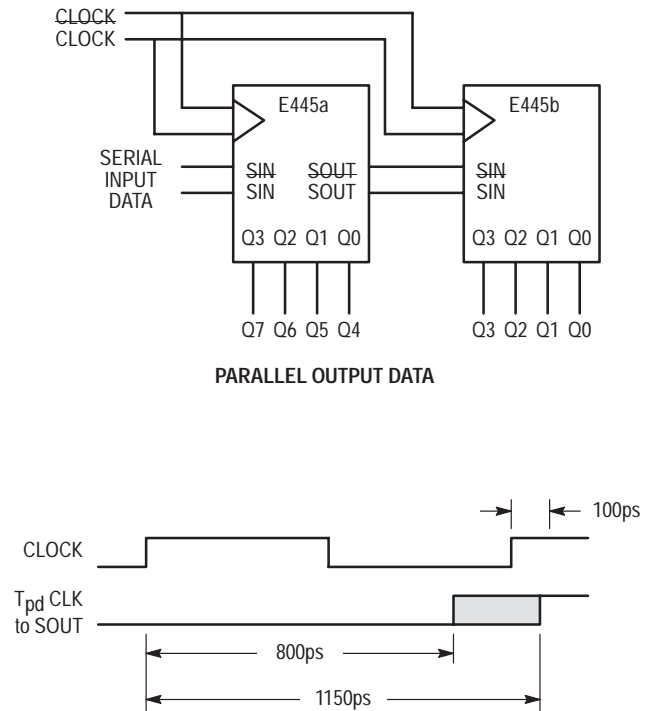 CLOCK
CLOCK
E445a
E445b
SERIAL
INPUT
DATA
SIN
SIN
SOUT
SOUT
SIN
SIN
Q3 Q2 Q1 Q0
Q3 Q2 Q1 Q0
Q7 Q6 Q5 Q4
Q3 Q2 Q1 Q0
PARALLEL OUTPUT DATA
100ps
CLOCK
Tpd CLK
to SOUT
800ps
1150ps